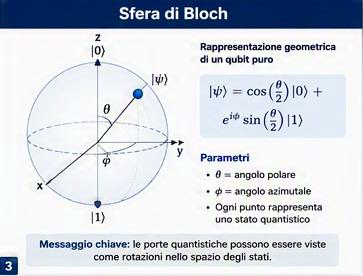 Sfera di Bloch
z
|0⟩
|ψ⟩
θ
φ
y
x
|1⟩
Rappresentazione geometrica
di un qubit puro
|ψ⟩ = cos(θ/2)|0⟩ +
e^{iϕ} sin(θ/2)|1⟩
Parametri
• θ = angolo polare
• ϕ = angolo azimutale
• Ogni punto rappresenta
uno stato quantistico
Messaggio chiave: le porte quantistiche possono essere viste
come rotazioni nello spazio degli stati.
3